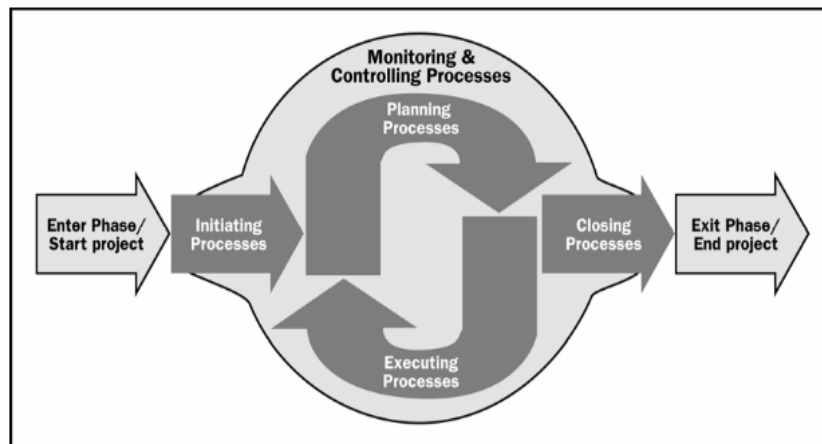 Monitoring &
Controlling Processes
Planning
Processes
Enter Phase/
Start project
Initiating
Processes
Closing
Processes
Exit Phase/
End project
Executing
Processes